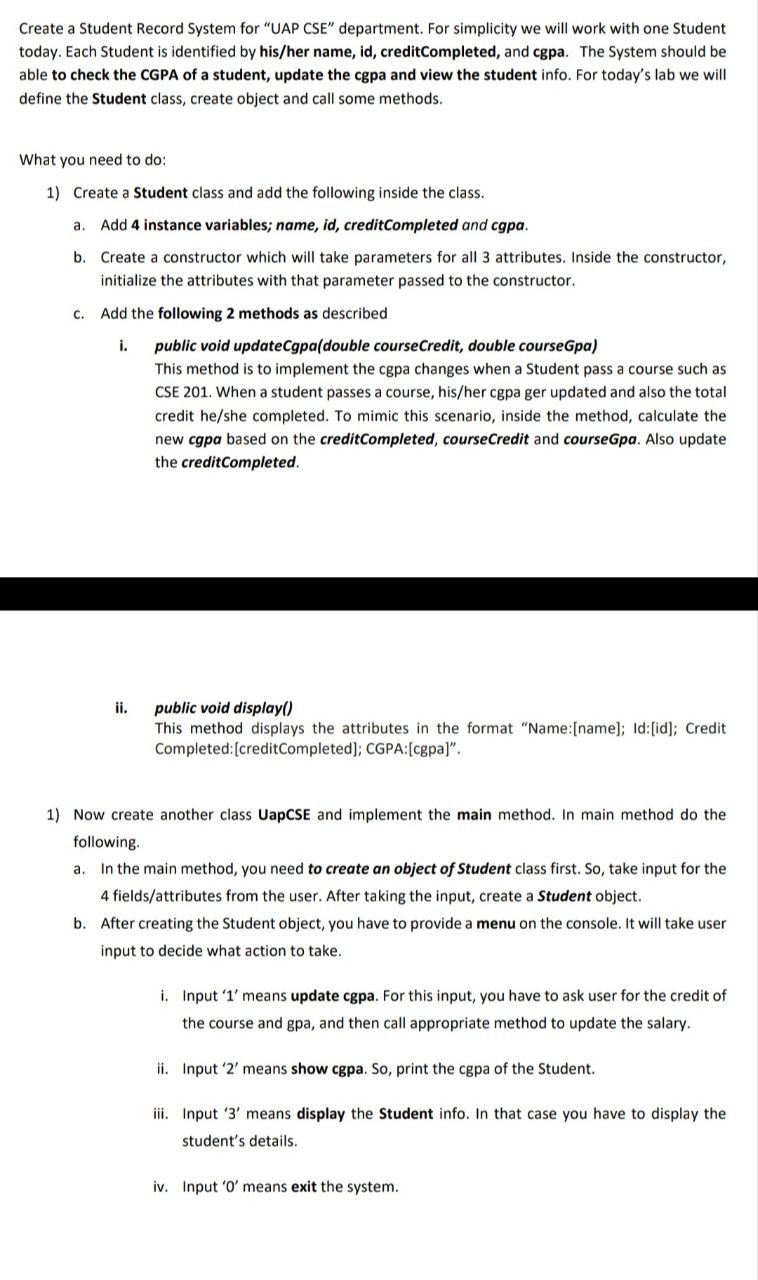 Create a Student Record System for “UAP CSE” department. For simplicity we will work with one Student
today. Each Student is identified by his/her name, id, creditCompleted, and cgpa. The System should be
able to check the CGPA of a student, update the cgpa and view the student info. For today’s lab we will
define the Student class, create object and call some methods.
What you need to do:
1) Create a Student class and add the following inside the class.
a. Add 4 instance variables; name, id, creditCompleted and cgpa.
b. Create a constructor which will take parameters for all 3 attributes. Inside the constructor,
initialize the attributes with that parameter passed to the constructor.
c. Add the following 2 methods as described
i. public void updateCgpa(double courseCredit, double courseGpa)
This method is to implement the cgpa changes when a Student pass a course such as
CSE 201. When a student passes a course, his/her cgpa ger updated and also the total
credit he/she completed. To mimic this scenario, inside the method, calculate the
new cgpa based on the creditCompleted, courseCredit and courseGpa. Also update
the creditCompleted.
ii. public void display()
This method displays the attributes in the format “Name:[name]; Id:[id]; Credit
Completed:[creditCompleted]; CGPA:[cgpa]”.
1) Now create another class UapCSE and implement the main method. In main method do the
following.
a. In the main method, you need to create an object of Student class first. So, take input for the
4 fields/attributes from the user. After taking the input, create a Student object.
b. After creating the Student object, you have to provide a menu on the console. It will take user
input to decide what action to take.
i. Input ‘1’ means update cgpa. For this input, you have to ask user for the credit of
the course and gpa, and then call appropriate method to update the salary.
ii. Input ‘2’ means show cgpa. So, print the cgpa of the Student.
iii. Input ‘3’ means display the Student info. In that case you have to display the
student’s details.
iv. Input ‘0’ means exit the system.